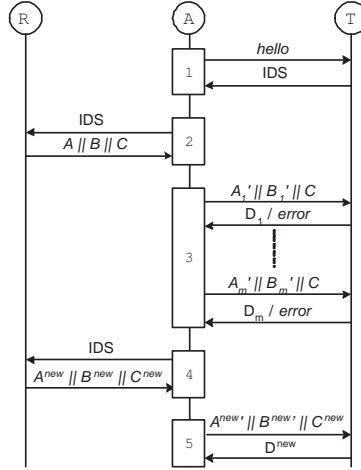 R A T
hello
1
IDS
IDS
2
A || B || C
A₁' || B₁' || C
D₁ / error
3
Aₘ' || Bₘ' || C
Dₘ / error
IDS
4
Aⁿᵉʷ || Bⁿᵉʷ || Cⁿᵉʷ
Aⁿᵉʷ' || Bⁿᵉʷ' || Cⁿᵉʷ
5
Dⁿᵉʷ